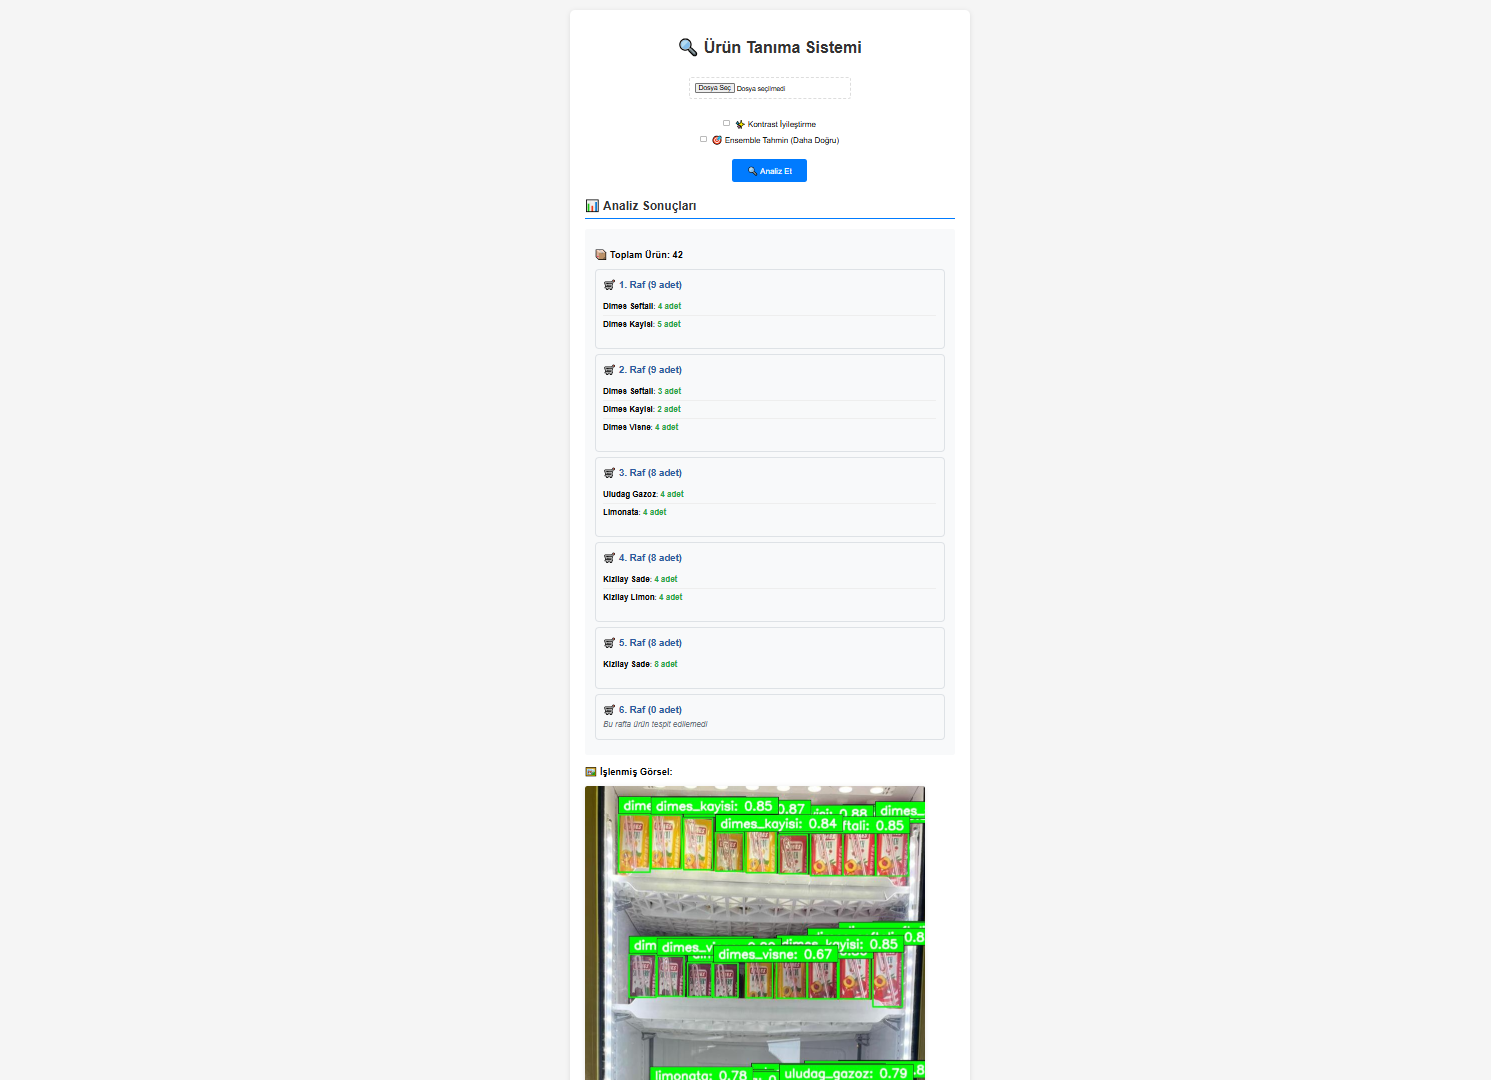 Ürün Tanıma Sistemi
Dosya Seç Dosya seçilmedi
Kontrast İyileştirme
Ensemble Tahmin (Daha Doğru)
Analiz Et
Analiz Sonuçları
Toplam Ürün: 42
1. Raf (9 adet)
Dimes Seftali: 4 adet
Dimes Kayisi: 5 adet
2. Raf (9 adet)
Dimes Seftali: 3 adet
Dimes Kayisi: 2 adet
Dimes Visne: 4 adet
3. Raf (8 adet)
Uludag Gazoz: 4 adet
Limonata: 4 adet
4. Raf (8 adet)
Kizilay Sade: 4 adet
Kizilay Limon: 4 adet
5. Raf (8 adet)
Kizilay Sade: 8 adet
6. Raf (0 adet)
Bu rafta ürün tespit edilemedi
İşlenmiş Görsel:
dime dimes_kayisi: 0.85 0.87 0.88 dimes_
dimes_kayisi: 0.84 ftali: 0.85
dim dimes_v dimes_kayisi: 0.85 0.8
dimes_visne: 0.67
limonata: 0.78 uludag_gazoz: 0.79